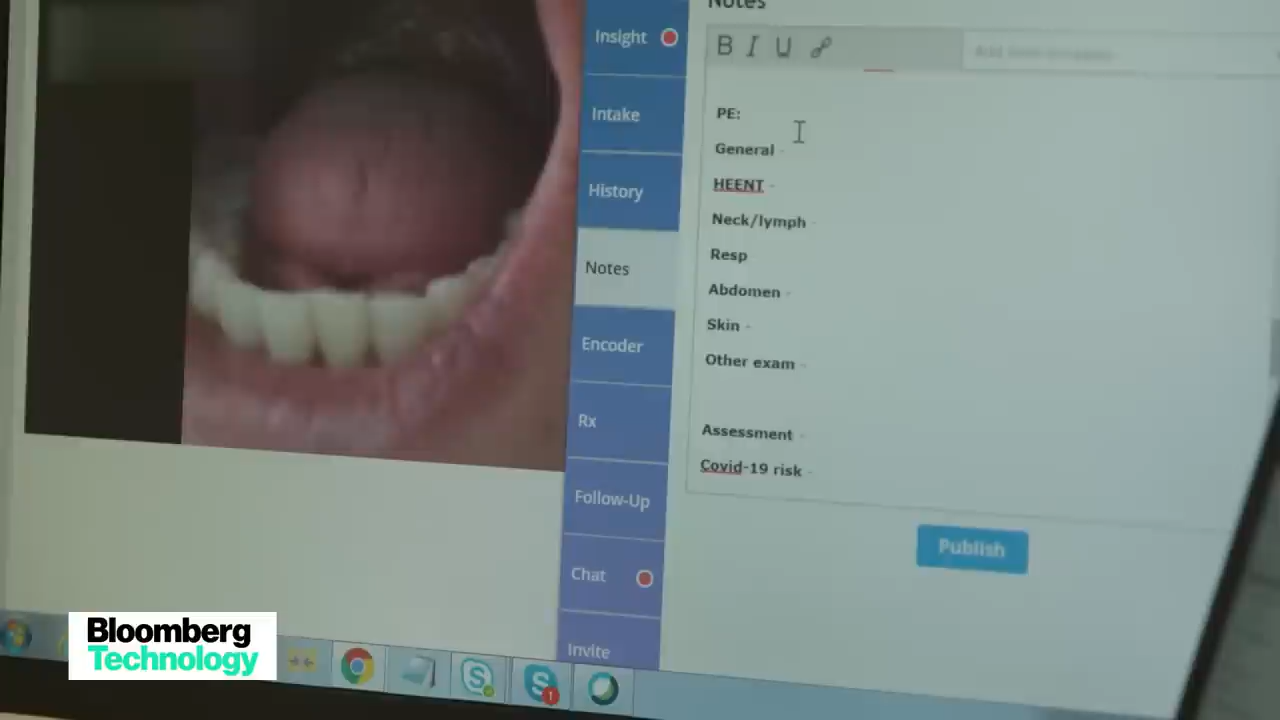 Notes
Insight
B I U
Intake
PE:
General -
History
HEENT -
Neck/lymph -
Notes
Resp
Abdomen -
Encoder
Skin -
Other exam -
Rx
Assessment -
Covid-19 risk -
Follow-Up
Publish
Chat
Invite
Bloomberg
Technology
1